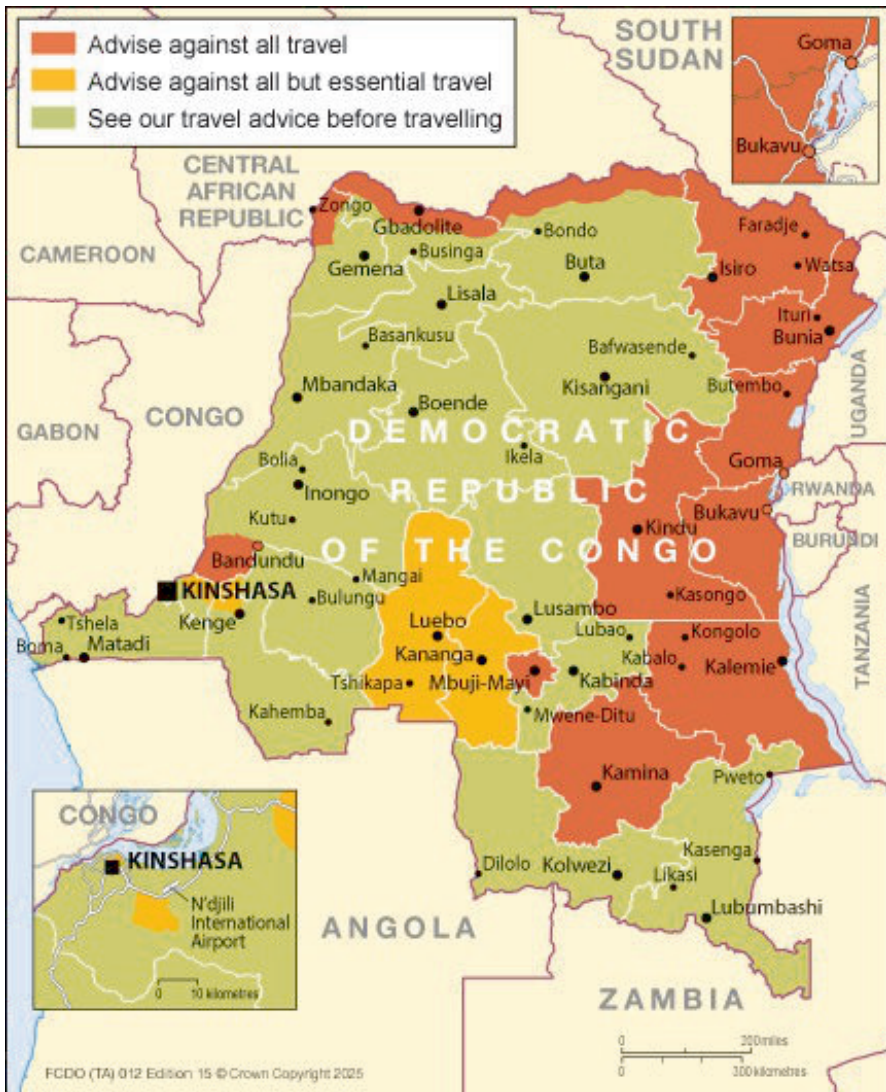 Advise against all travel
Advise against all but essential travel
See our travel advice before travelling
SOUTH
SUDAN
Goma
Bukavu
CENTRAL
AFRICAN
REPUBLIC
CAMEROON
Zongo
Gbadolite
Businga
Gemena
Bondo
Buta
Faradje
Watsa
Isiro
Lisala
Ituri
Bunia
Basankusu
Bafwasende
Mbandaka
Boende
Kisangani
Butembo
UGANDA
CONGO
GABON
DEMOCRATIC
Ikela
Bolia
Goma
Inongo
REPUBLIC
RWANDA
Kutu
Kindu
Bukavu
BURUNDI
Bandundu
OF THE CONGO
Mangai
KINSHASA
Bulungu
Kasongo
Tshela
Kenge
Luebo
Lusambo
Boma
Matadi
Lubao
Kongolo
TANZANIA
Kananga
Kabalo
Kalemie
Tshikapa
Mbuji-Mayi
Kabinda
Kahemba
Mwene-Ditu
Kamina
Pweto
CONGO
KINSHASA
N'djili
International
Airport
0 10 kilometres
Dilolo
Kolwezi
Kasenga
Likasi
Lubumbashi
ANGOLA
ZAMBIA
0 200 miles
0 300 kilometres
FCDO (TA) 012 Edition 15 © Crown Copyright 2025